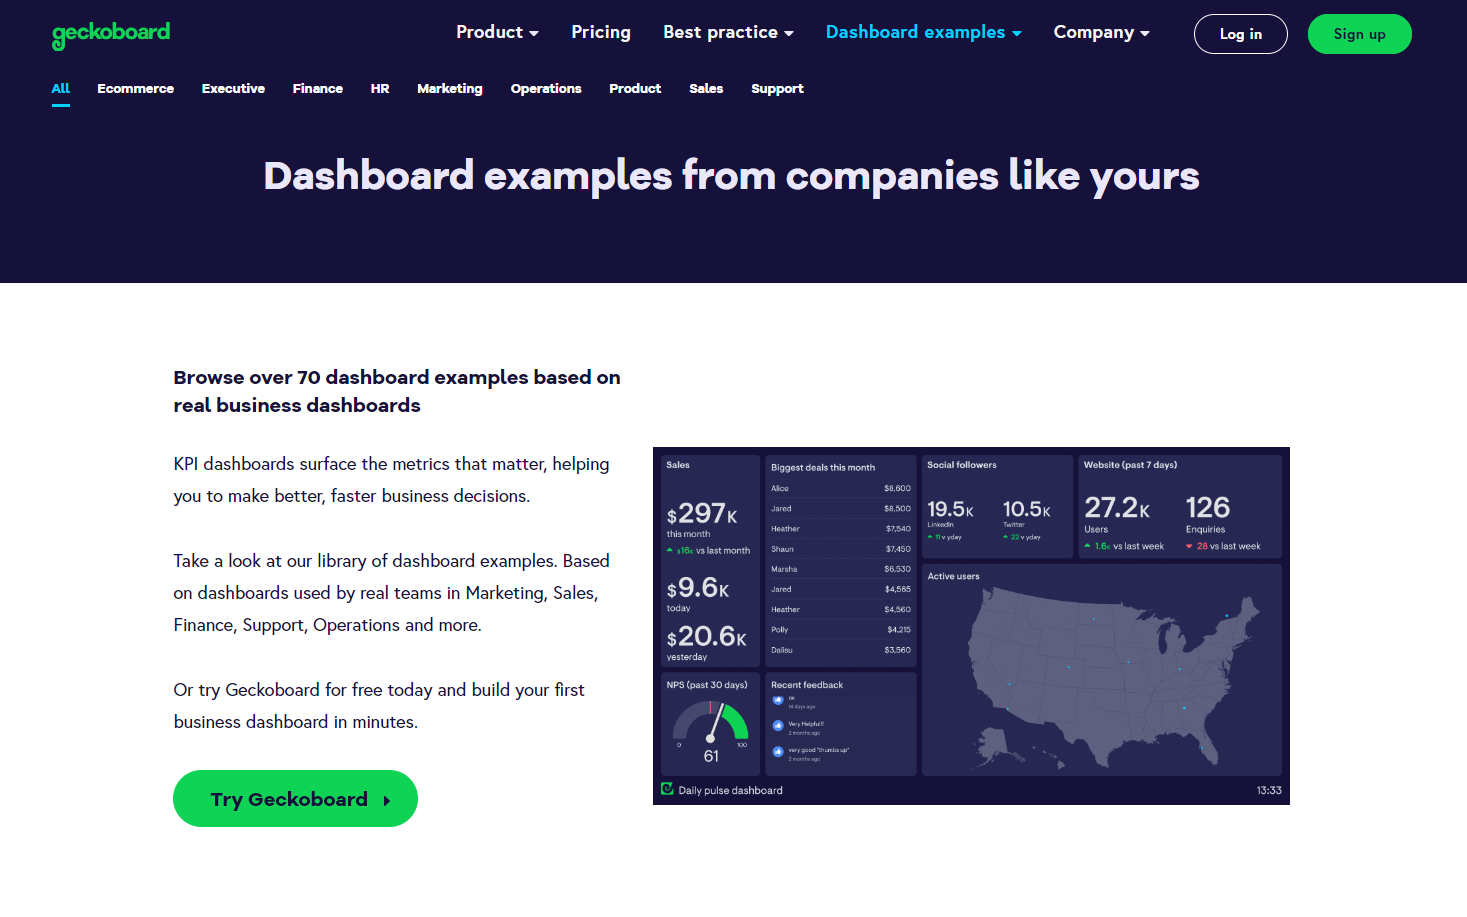 geckoboard
Product
Pricing
Best practice
Dashboard examples
Company
Log in
Sign up
All
Ecommerce
Executive
Finance
HR
Marketing
Operations
Product
Sales
Support
Dashboard examples from companies like yours
Browse over 70 dashboard examples based on
real business dashboards
KPI dashboards surface the metrics that matter, helping
you to make better, faster business decisions.
Take a look at our library of dashboard examples. Based
on dashboards used by real teams in Marketing, Sales,
Finance, Support, Operations and more.
Or try Geckoboard for free today and build your first
business dashboard in minutes.
Try Geckoboard
Sales
$297K
this month
$16K vs last month
$9.6K
today
$20.6K
yesterday
Biggest deals this month
Alice $8,600
Jared $8,500
Heather $7,540
Shaun $7,450
Marsha $6,530
Jared $4,565
Heather $4,560
Polly $4,215
Dalisu $3,560
Social followers
19.5K
LinkedIn
11 v yday
10.5K
Twitter
22 v yday
Website (past 7 days)
27.2K
Users
1.6K vs last week
126
Enquiries
28 vs last week
Active users
NPS (past 30 days)
0
100
61
Recent feedback
OK
14 days ago
Very Helpful!!
2 months ago
very good "thumbs up"
2 months ago
Daily pulse dashboard
13:33